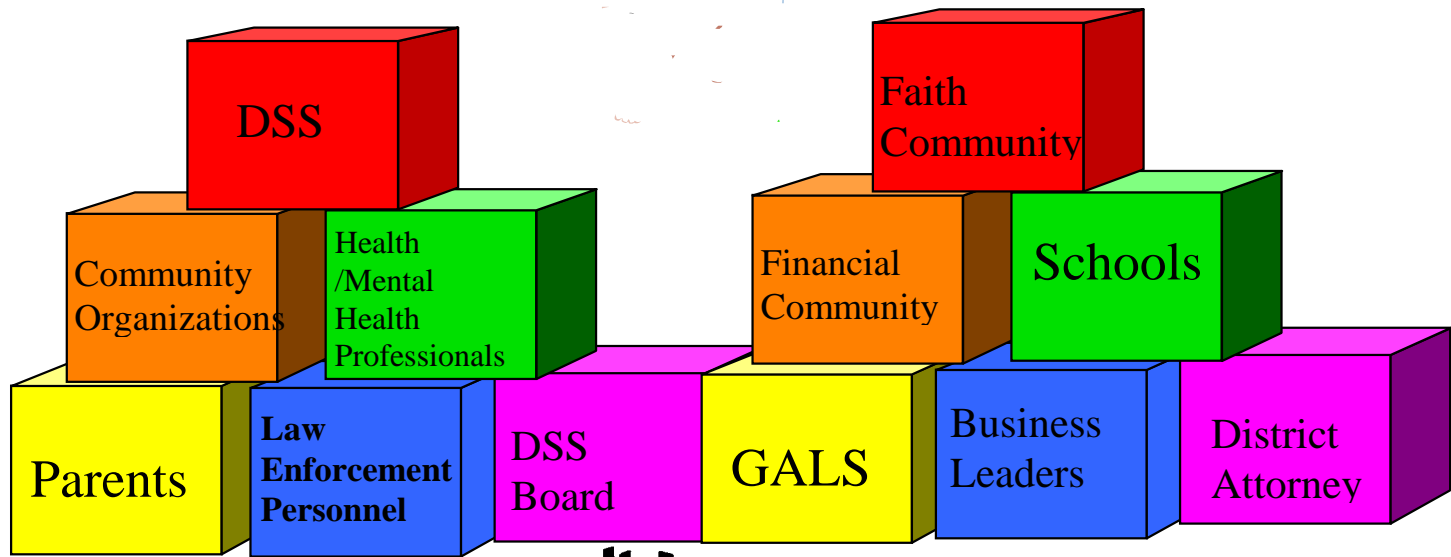 DSS
Faith
Community
Community
Organizations
Health
/Mental
Health
Professionals
Financial
Community
Schools
Parents
Law
Enforcement
Personnel
DSS
Board
GALS
Business
Leaders
District
Attorney